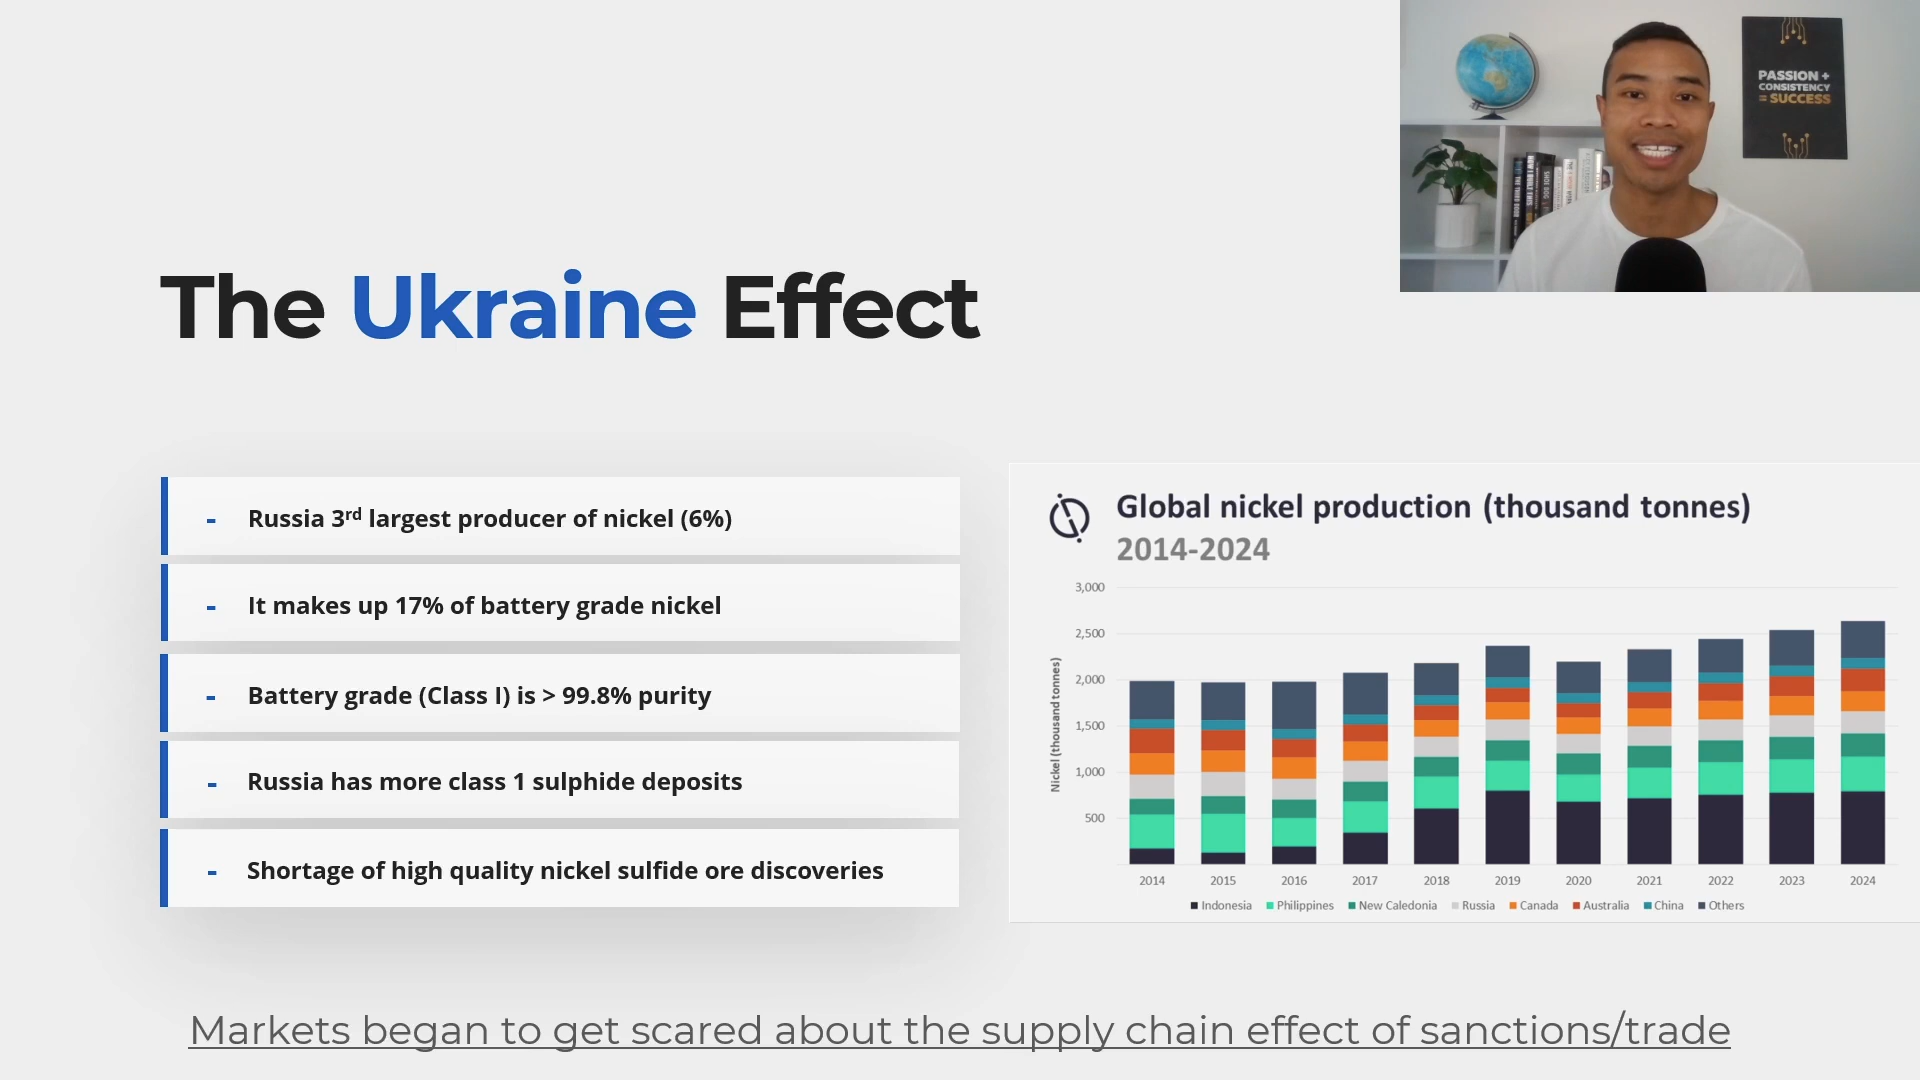 PASSION +
CONSISTENCY
= SUCCESS
The Ukraine Effect
- Russia 3rd largest producer of nickel (6%)
- It makes up 17% of battery grade nickel
- Battery grade (Class I) is > 99.8% purity
- Russia has more class 1 sulphide deposits
- Shortage of high quality nickel sulfide ore discoveries
Global nickel production (thousand tonnes)
2014-2024
Nickel (thousand tonnes)
3,000
2,500
2,000
1,500
1,000
500
2014 2015 2016 2017 2018 2019 2020 2021 2022 2023 2024
Indonesia Philippines New Caledonia Russia Canada Australia China Others
Markets began to get scared about the supply chain effect of sanctions/trade